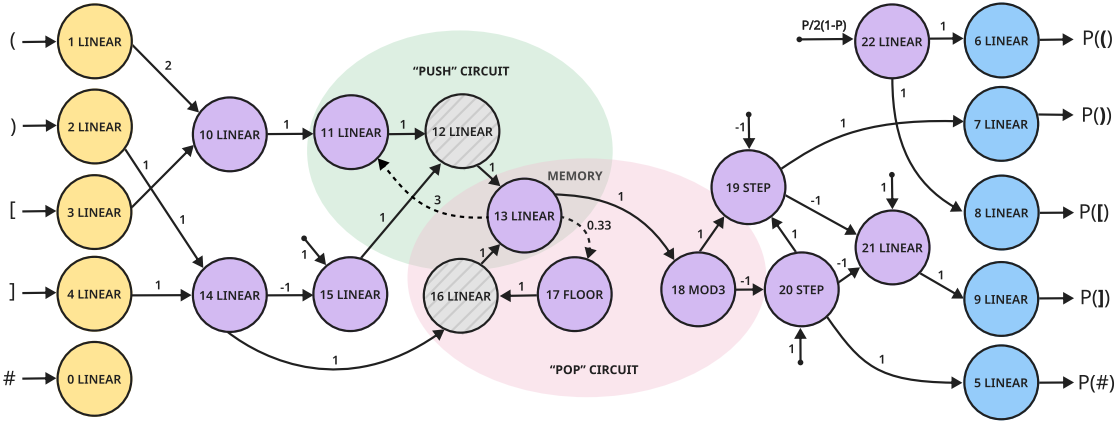 (
1 LINEAR
2
)
2 LINEAR
1
1
[
3 LINEAR
10 LINEAR
1
]
4 LINEAR
1
14 LINEAR
-1
1
#
0 LINEAR
“PUSH” CIRCUIT
11 LINEAR
1
12 LINEAR
1
1
3
MEMORY
13 LINEAR
0.33
1
1
15 LINEAR
1
16 LINEAR
1
17 FLOOR
“POP” CIRCUIT
1
18 MOD3
1
-1
-1
19 STEP
1
20 STEP
1
-1
-1
1
1
21 LINEAR
1
1
P/2(1-P)
22 LINEAR
1
1
6 LINEAR
P(()
7 LINEAR
P())
8 LINEAR
P([)
9 LINEAR
P(])
5 LINEAR
P(#)